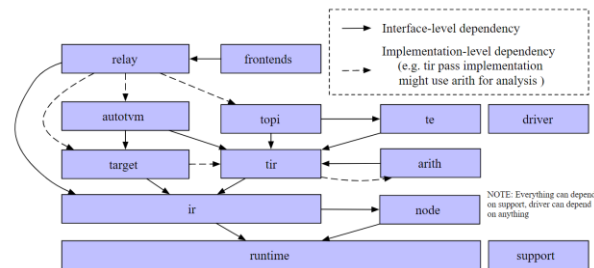 Interface-level dependency
Implementation-level dependency
(e.g. tir pass implementation
might use arith for analysis )
relay
frontends
autotvm
topi
te
driver
target
tir
arith
NOTE: Everything can depend
on support, driver can depend
on anything
ir
node
runtime
support